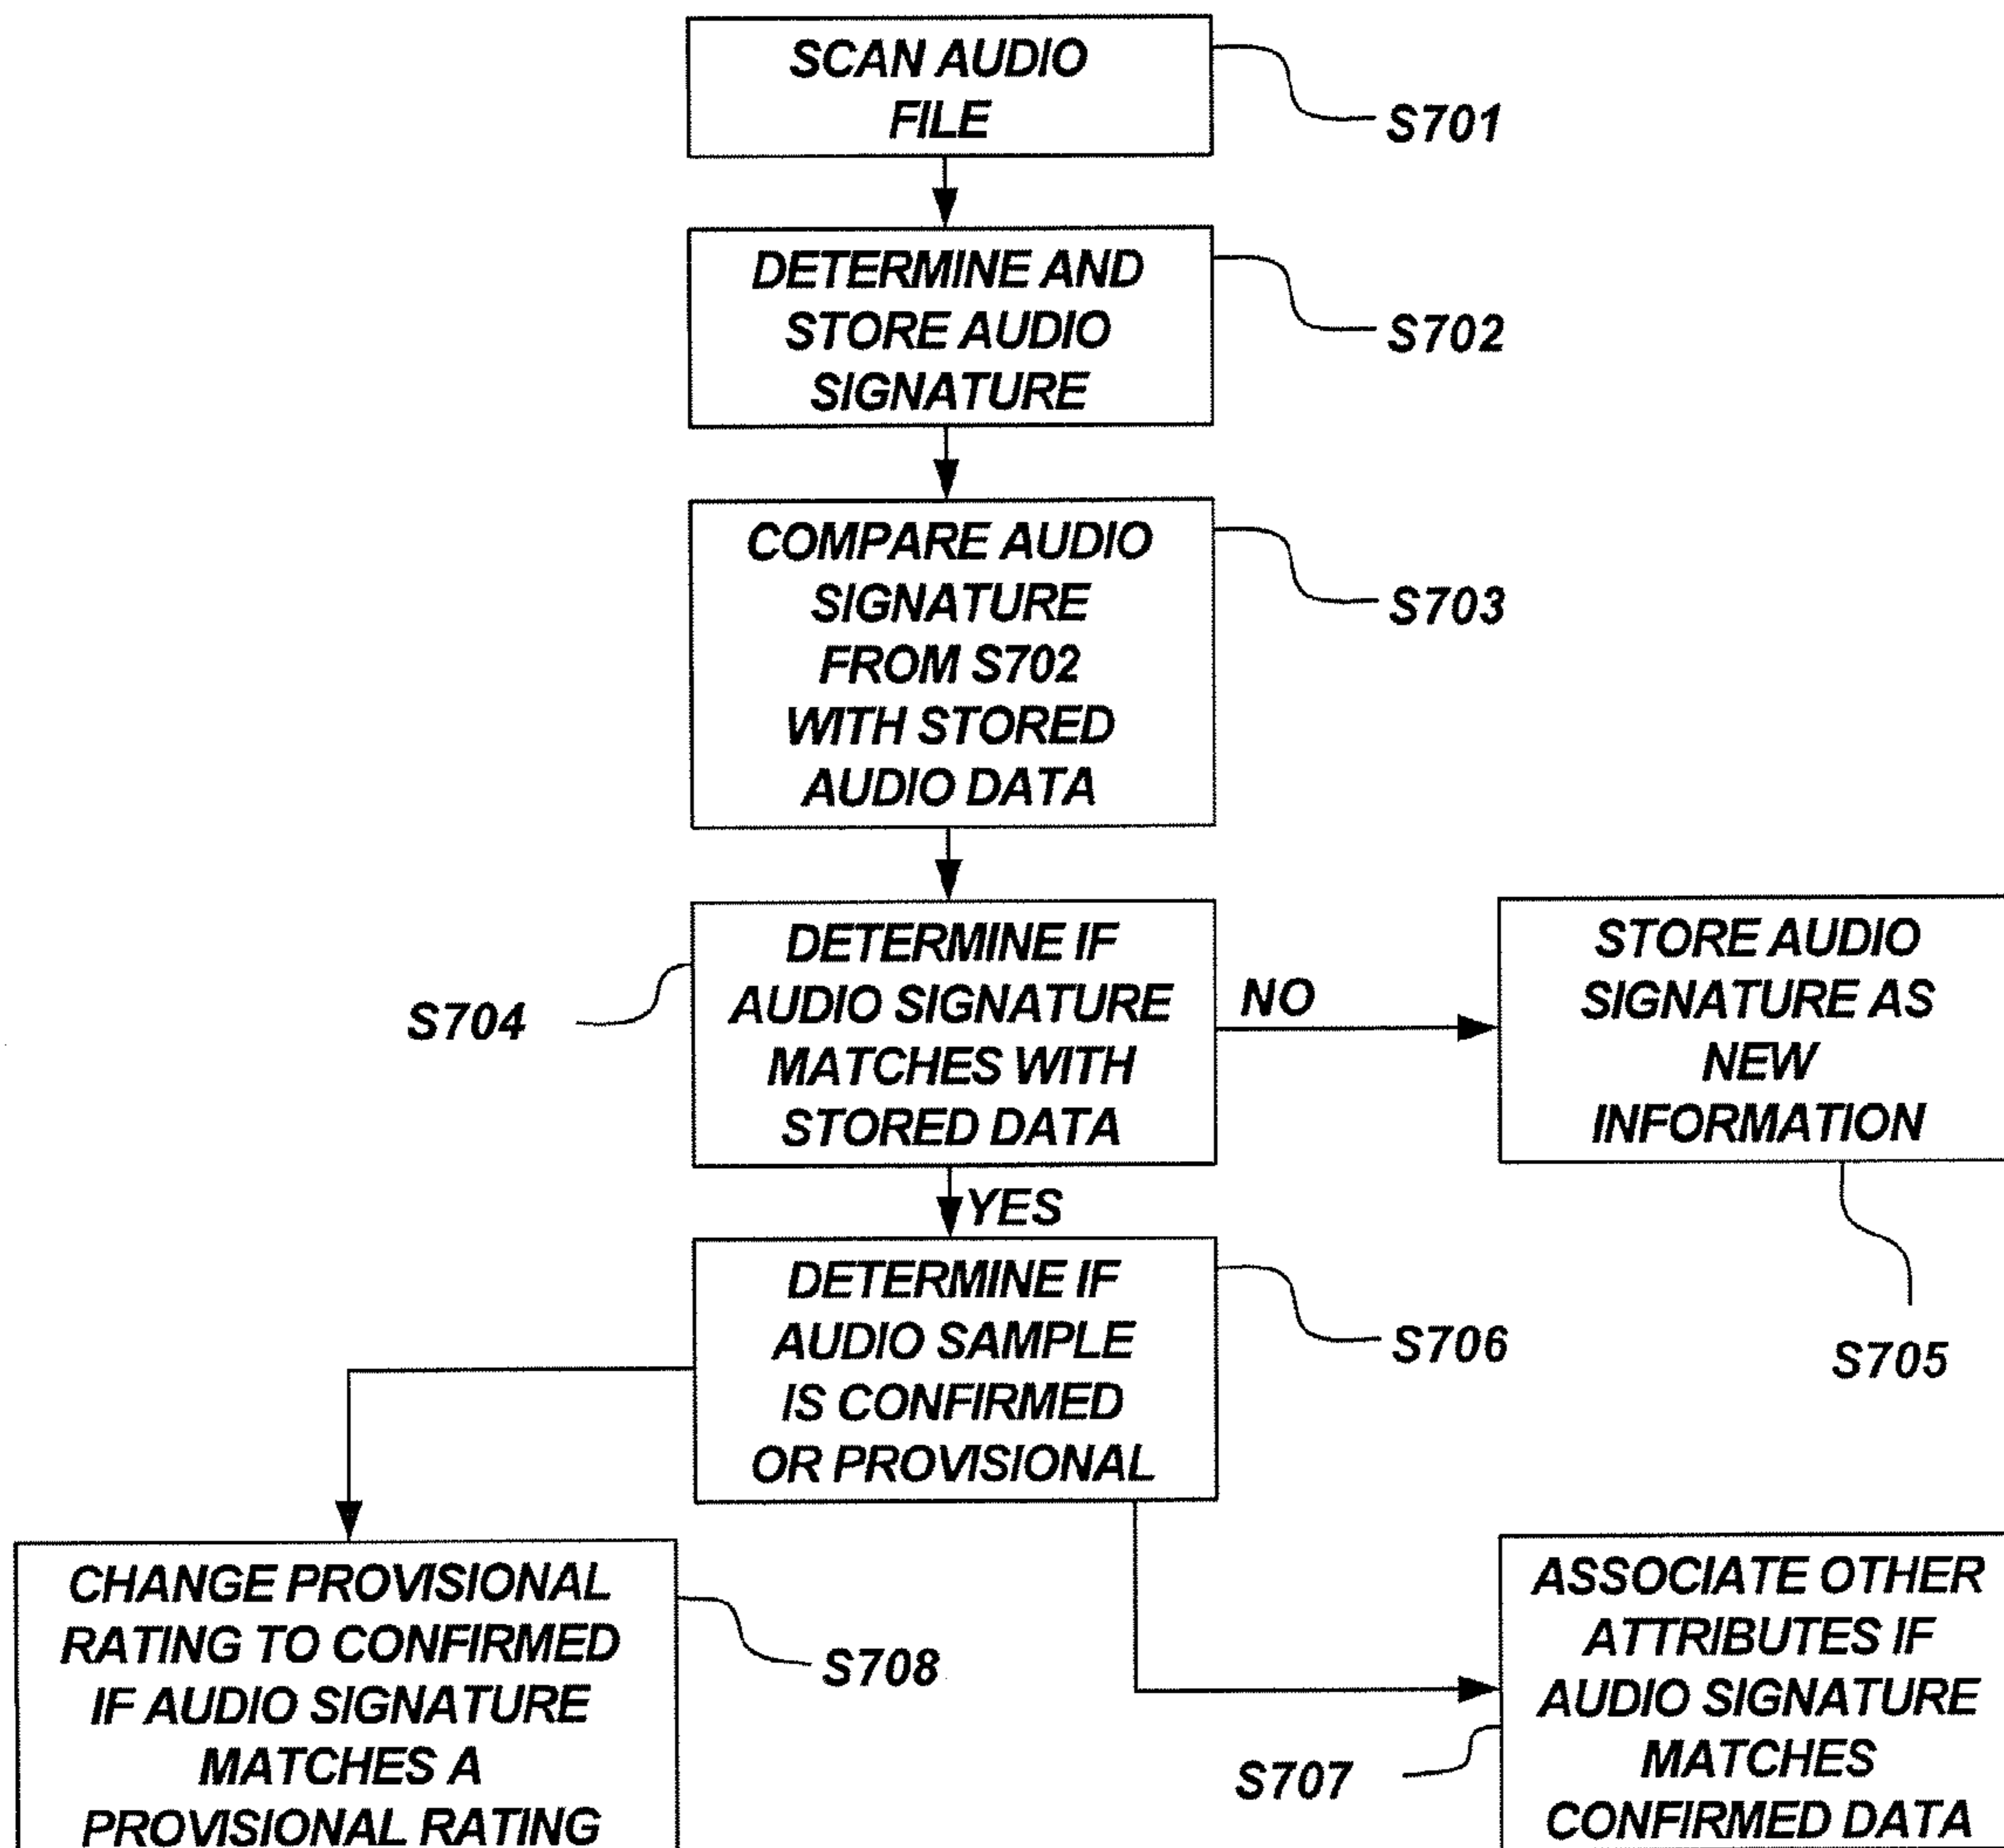 SCAN AUDIO
FILE
S701
DETERMINE AND
STORE AUDIO
SIGNATURE
S702
COMPARE AUDIO
SIGNATURE
FROM S702
WITH STORED
AUDIO DATA
S703
DETERMINE IF
AUDIO SIGNATURE
MATCHES WITH
STORED DATA
S704
NO
STORE AUDIO
SIGNATURE AS
NEW
INFORMATION
S705
YES
DETERMINE IF
AUDIO SAMPLE
IS CONFIRMED
OR PROVISIONAL
S706
CHANGE PROVISIONAL
RATING TO CONFIRMED
IF AUDIO SIGNATURE
MATCHES A
PROVISIONAL RATING
S708
ASSOCIATE OTHER
ATTRIBUTES IF
AUDIO SIGNATURE
MATCHES
CONFIRMED DATA
S707